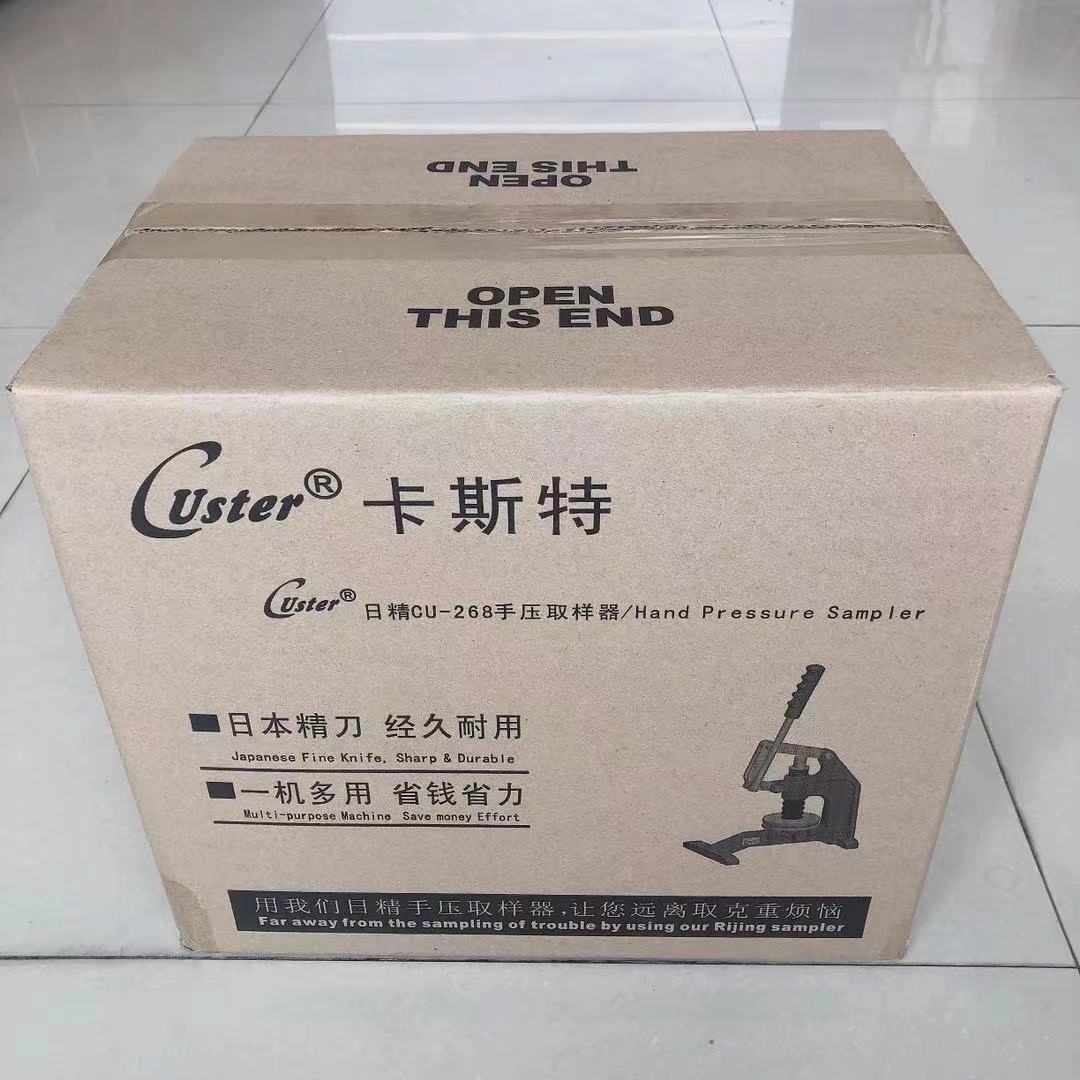 OPEN
THIS END
OPEN
THIS END
Custer® 卡斯特
Custer® 日精CU-268手压取样器/Hand Pressure Sampler
日本精刀 经久耐用
Japanese Fine Knife, Sharp & Durable
一机多用 省钱省力
Multi-purpose Machine Save money Effort
用我们日精手压取样器,让您远离取克重烦恼
Far away from the sampling of trouble by using our Rijing sampler